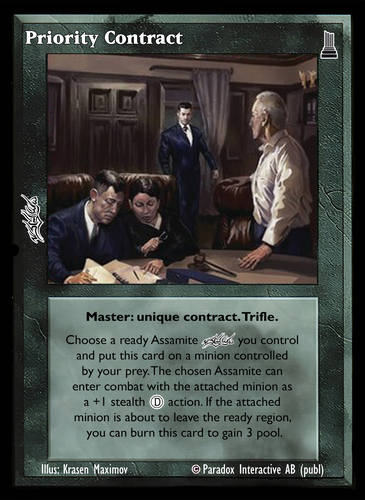 Priority Contract
Master: unique contract. Trifle.
Choose a ready Assamite you control
and put this card on a minion controlled
by your prey. The chosen Assamite can
enter combat with the attached minion as
a +1 stealth Ⓓ action. If the attached
minion is about to leave the ready region,
you can burn this card to gain 3 pool.
Illus: Krasen Maximov © Paradox Interactive AB (publ)